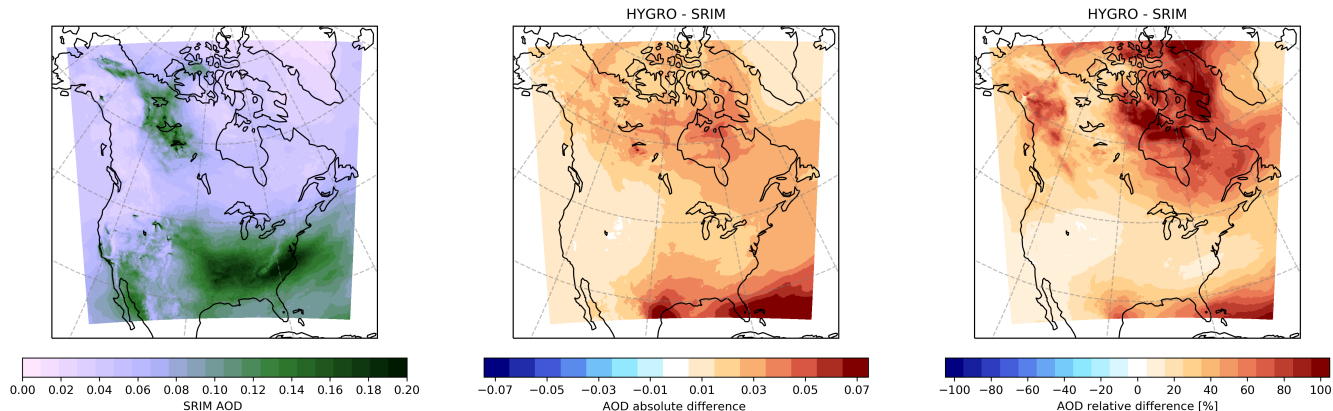 HYGRO - SRIM
HYGRO - SRIM
0.00 0.02 0.04 0.06 0.08 0.10 0.12 0.14 0.16 0.18 0.20
SRIM AOD
−0.07 −0.05 −0.03 −0.01 0.01 0.03 0.05 0.07
AOD absolute difference
−100 −80 −60 −40 −20 0 20 40 60 80 100
AOD relative difference [%]